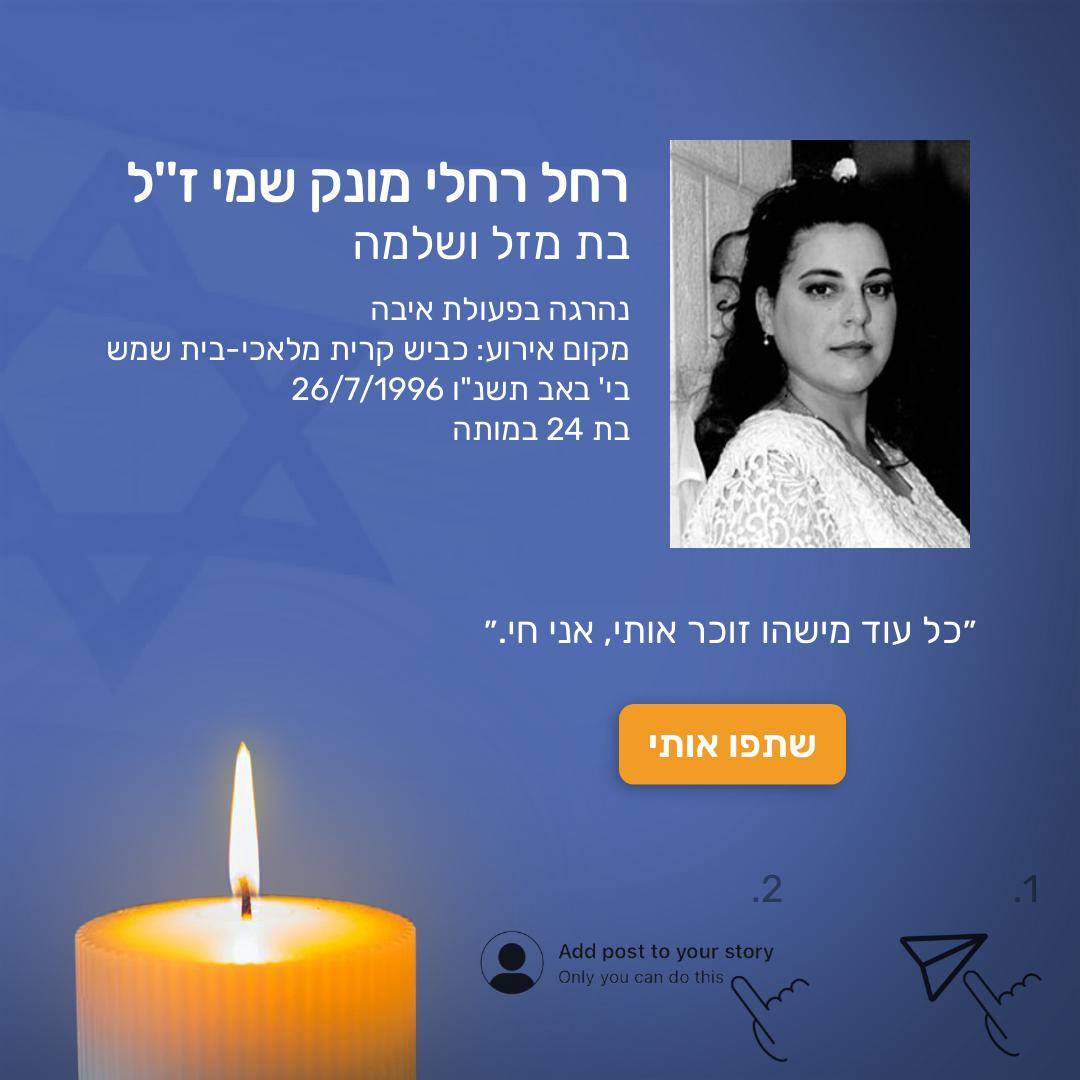 רחל רחלי מונק שמי ז"ל
בת מזל ושלמה
נהרגה בפעולת איבה
מקום אירוע: כביש קרית מלאכי-בית שמש
בי' באב תשנ"ו 26/7/1996
בת 24 במותה
״כל עוד מישהו זוכר אותי, אני חי.״
שתפו אותי
.1
.2
Add post to your story
Only you can do this